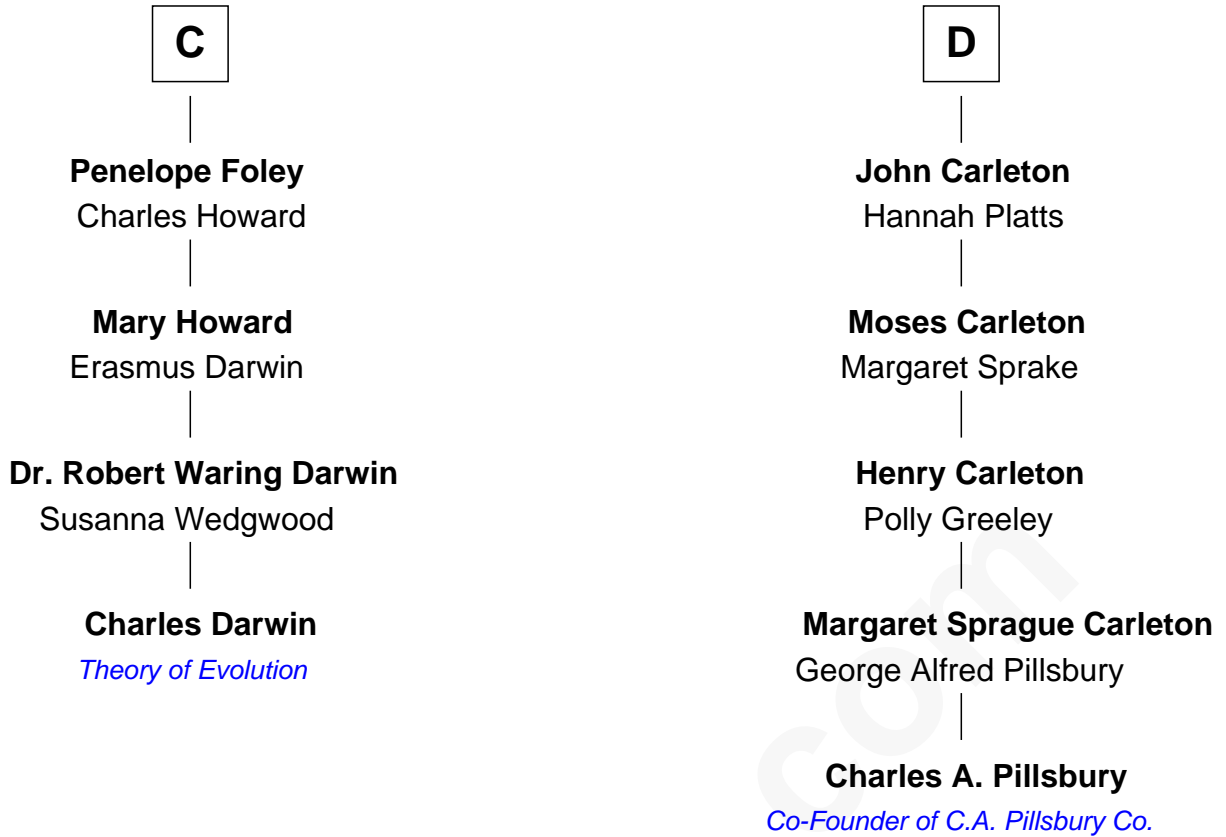 C
Penelope Foley
Charles Howard
Mary Howard
Erasmus Darwin
Dr. Robert Waring Darwin
Susanna Wedgwood
Charles Darwin
Theory of Evolution
D
John Carleton
Hannah Platts
Moses Carleton
Margaret Sprake
Henry Carleton
Polly Greeley
Margaret Sprague Carleton
George Alfred Pillsbury
Charles A. Pillsbury
Co-Founder of C.A. Pillsbury Co.
com